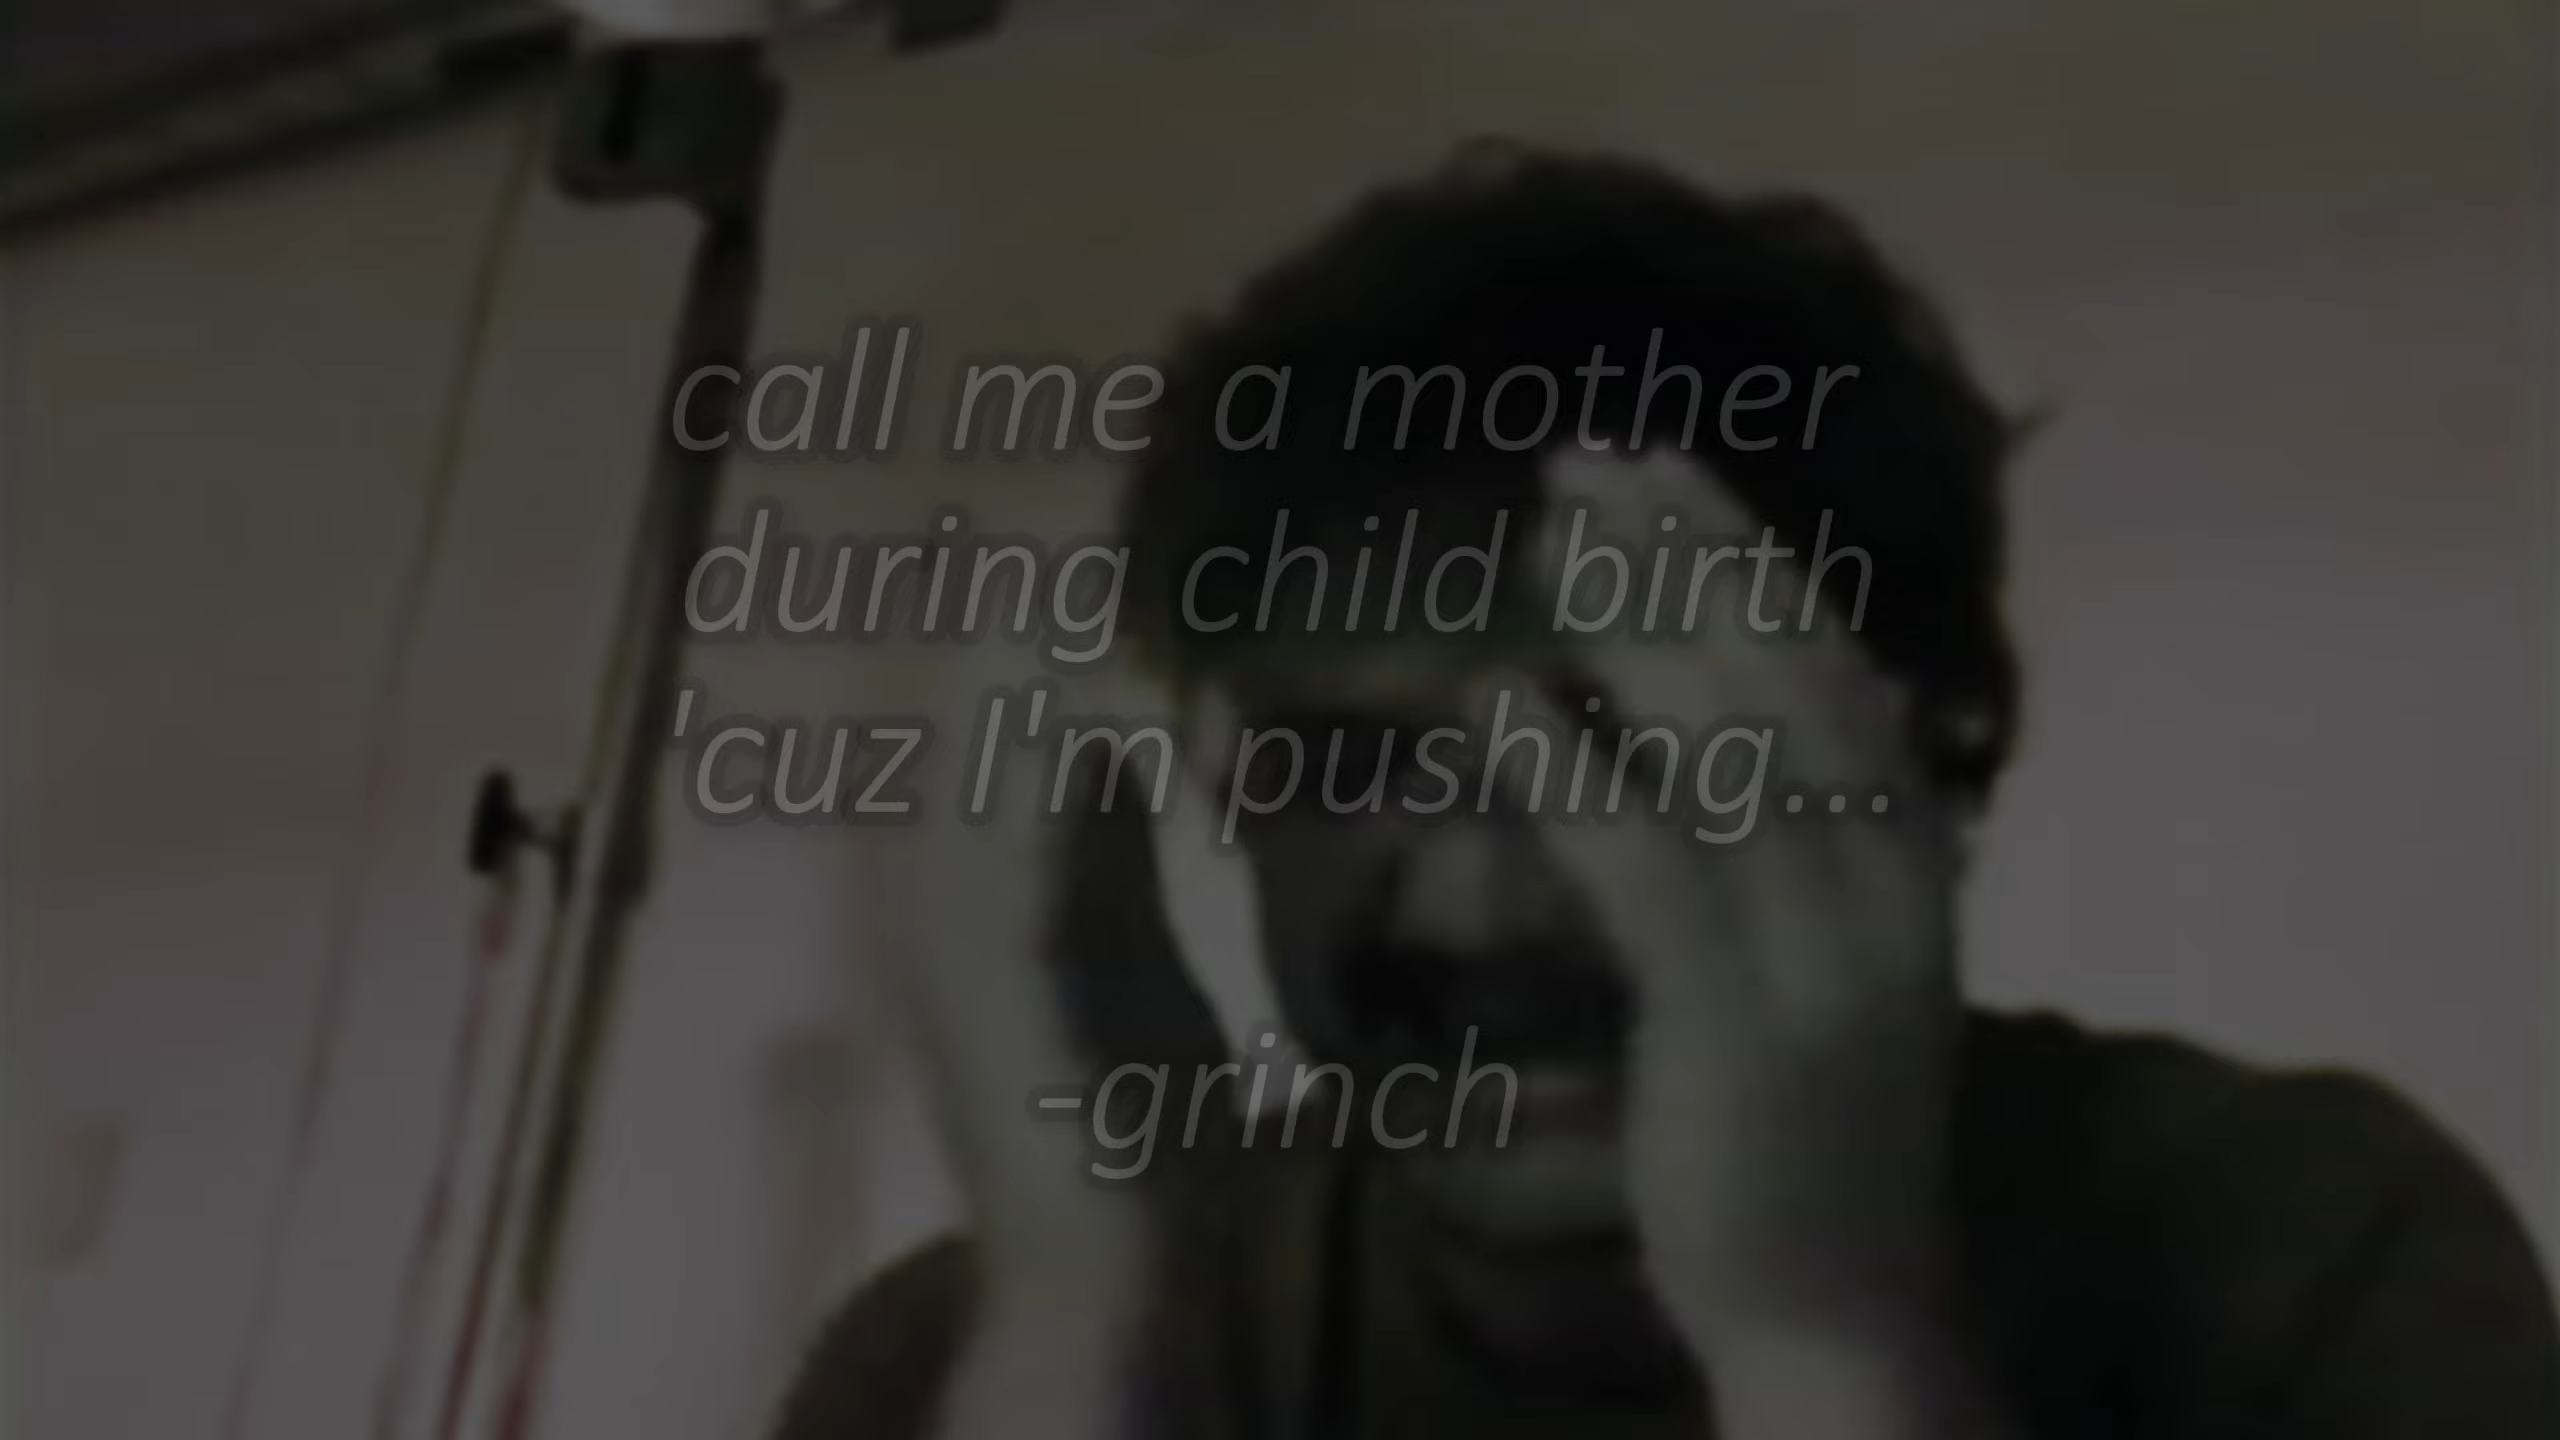 call me a mother
during child birth
'cuz I'm pushing...
-grinch